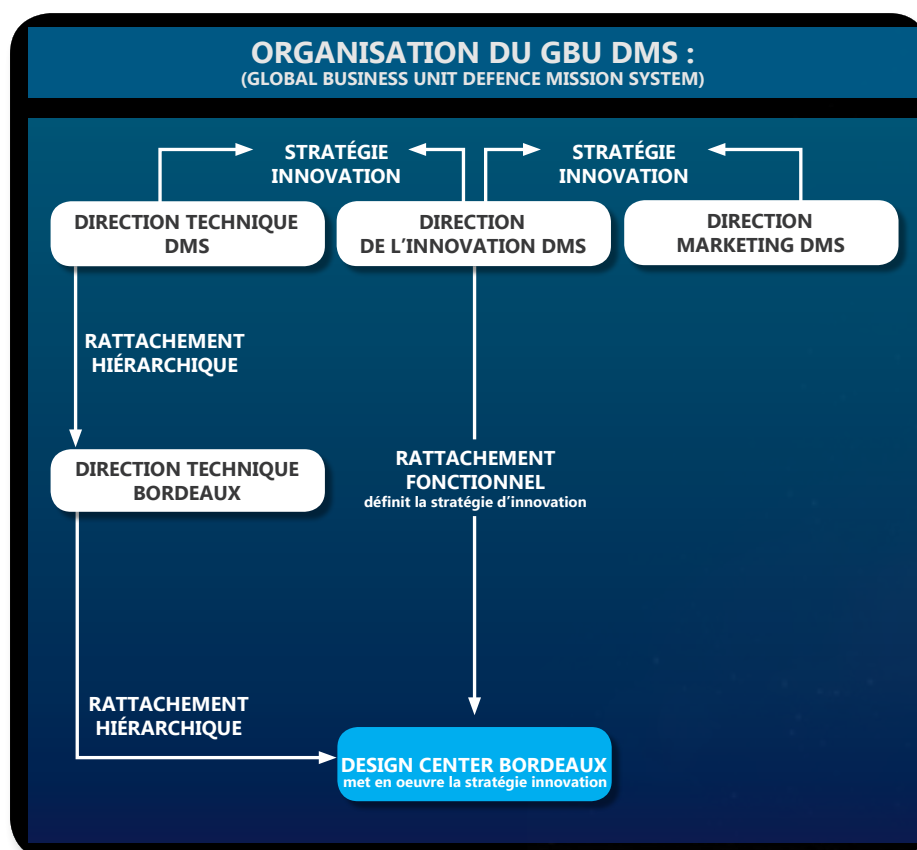 ORGANISATION DU GBU DMS :
(GLOBAL BUSINESS UNIT DEFENCE MISSION SYSTEM)
STRATÉGIE
INNOVATION
STRATÉGIE
INNOVATION
DIRECTION TECHNIQUE
DMS
DIRECTION
DE L'INNOVATION DMS
DIRECTION
MARKETING DMS
RATTACHEMENT
HIÉRARCHIQUE
DIRECTION TECHNIQUE
BORDEAUX
RATTACHEMENT
FONCTIONNEL
définit la stratégie d'innovation
RATTACHEMENT
HIÉRARCHIQUE
DESIGN CENTER BORDEAUX
met en oeuvre la stratégie innovation